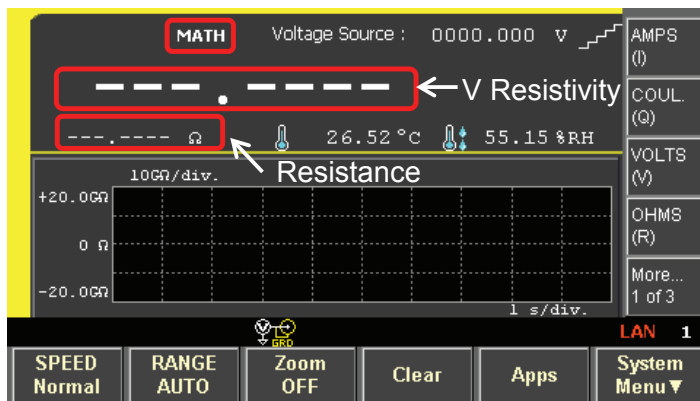 MATH Voltage Source : 0000.000 V
AMPS
(I)
---.---- V Resistivity
COUL.
(Q)
---.---- Ω 26.52 °C 55.15 %RH
Resistance
VOLTS
(V)
10GΩ/div.
+20.0GΩ
OHMS
(R)
0 Ω
More...
1 of 3
-20.0GΩ
1 s/div.
V
GRD
LAN 1
SPEED
Normal
RANGE
AUTO
Zoom
OFF
Clear
Apps
System
Menu▼